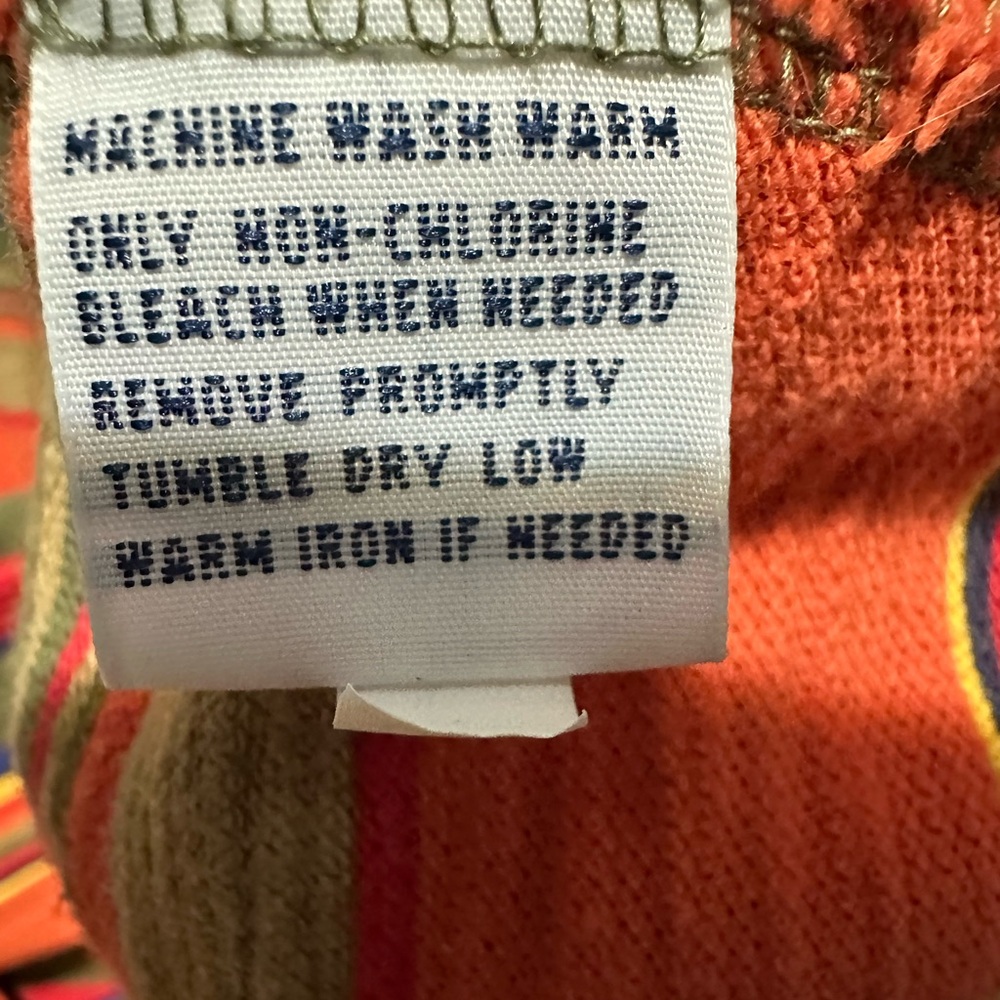 MACHINE WASH WARM
ONLY NON-CHLORINE
BLEACH WHEN NEEDED
REMOVE PROMPTLY
TUMBLE DRY LOW
WARM IRON IF NEEDED